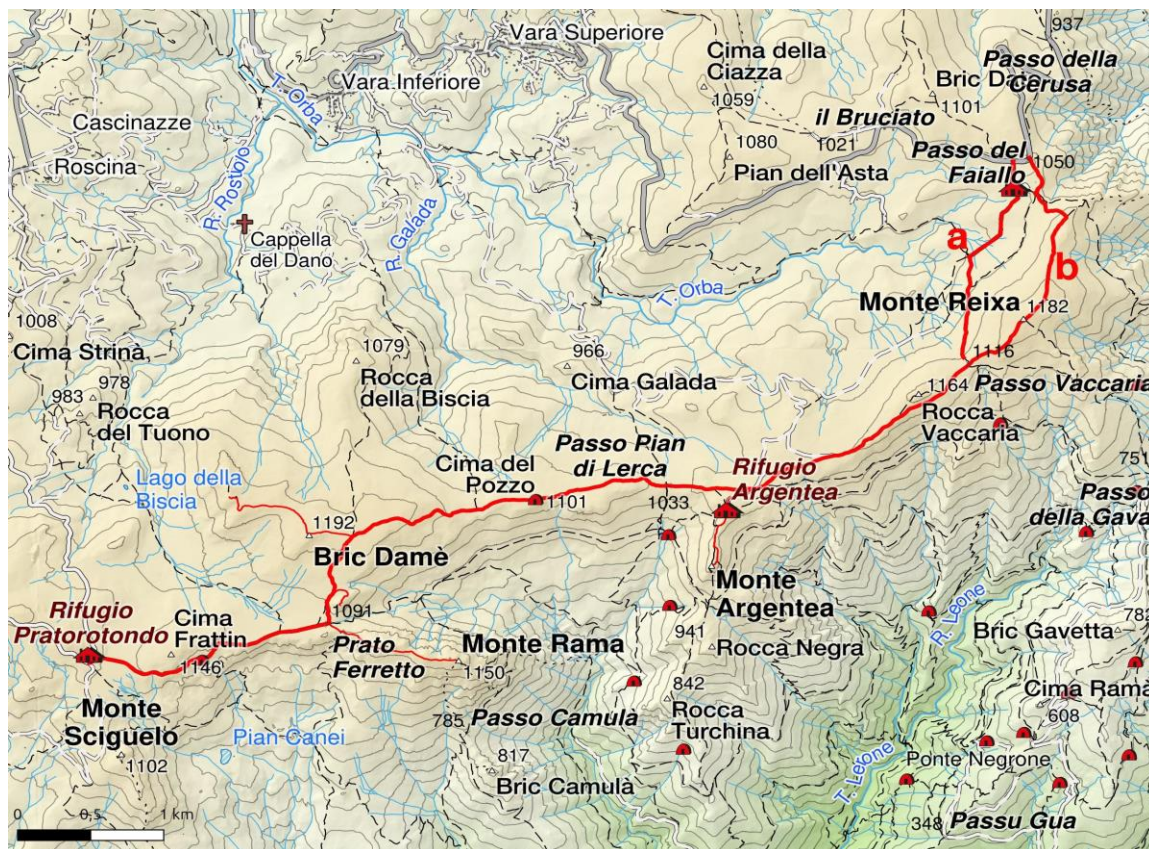 937
Vara Superiore
Cima della
Ciazza
Passo della
Cerusa
Bric Da
Vara Inferiore
T. Orba
1059
1101
Cascinazze
il Bruciato
1080
1021
Passo del
Faiallo
1050
Roscina
Pian dell'Asta
R. Rostiolo
R. Galada
Cappella
del Dano
a
b
T. Orba
Monte Reixa
1182
1008
Cima Strinà
1079
966
1116
Rocca
della Biscia
Cima Galada
1164
Passo Vaccaria
978
983
Rocca
del Tuono
Rocca
Vaccaria
Passo Pian
di Lerca
Cima del
Pozzo
Rifugio
Argentea
751
Lago della
Biscia
1101
1033
Passo
della Gava
1192
Bric Damè
Monte
Argentea
R. Leone
1091
Rifugio
Pratorotondo
Cima
Frattin
782
Bric Gavetta
941
Monte Rama
Prato
Ferretto
Rocca Negra
1146
1150
842
Cima Ramà
Rocca
Turchina
608
Monte
Sciguelo
785
Passo Camulà
Pian Canei
817
1102
Bric Camulà
T. Lerone
Ponte Negrone
348
Passu Gua
0
0,5
1 km